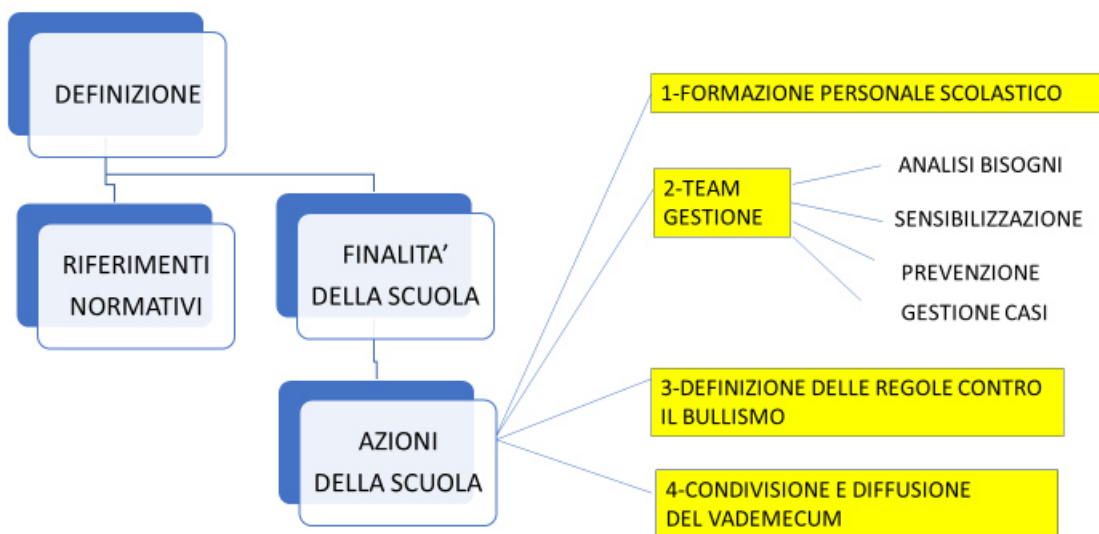 DEFINIZIONE
RIFERIMENTI
NORMATIVI
FINALITA’
DELLA SCUOLA
AZIONI
DELLA SCUOLA
1-FORMAZIONE PERSONALE SCOLASTICO
2-TEAM
GESTIONE
ANALISI BISOGNI
SENSIBILIZZAZIONE
PREVENZIONE
GESTIONE CASI
3-DEFINIZIONE DELLE REGOLE CONTRO
IL BULLISMO
4-CONDIVISIONE E DIFFUSIONE
DEL VADEMECUM